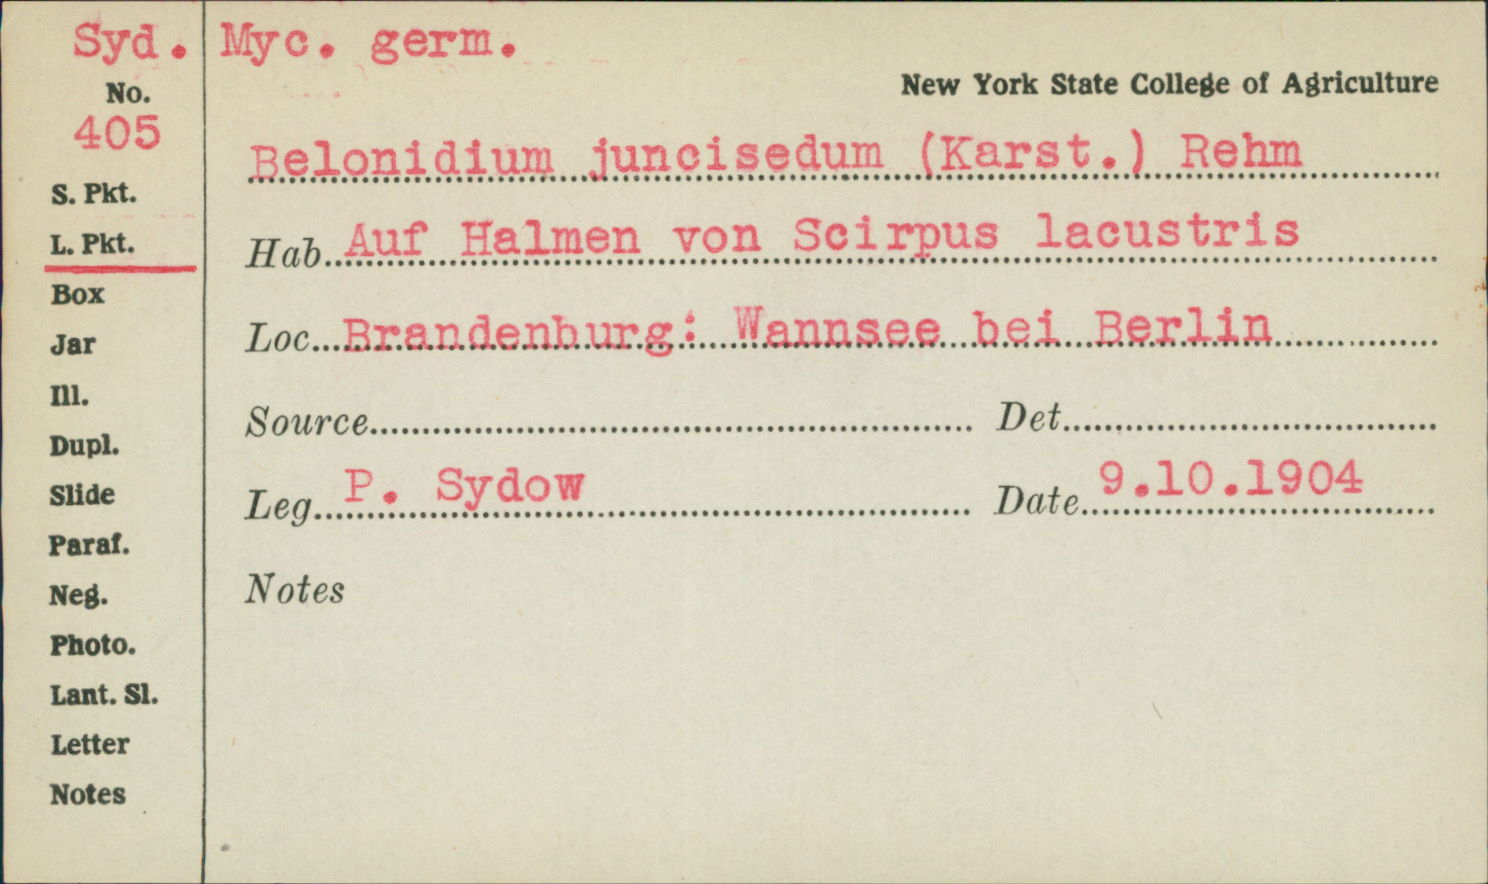 Syd. Myc. germ.
New York State College of Agriculture
No.
405
S. Pkt.
L. Pkt.
Box
Jar
Ill.
Dupl.
Slide
Paraf.
Neg.
Photo.
Lant. Sl.
Letter
Notes
Belonidium juncisedum (Karst.) Rehm
Hab. Auf Halmen von Scirpus lacustris
Loc. Brandenburg: Wannsee bei Berlin
Source Det.
Leg. P. Sydow Date 9.10.1904
Notes